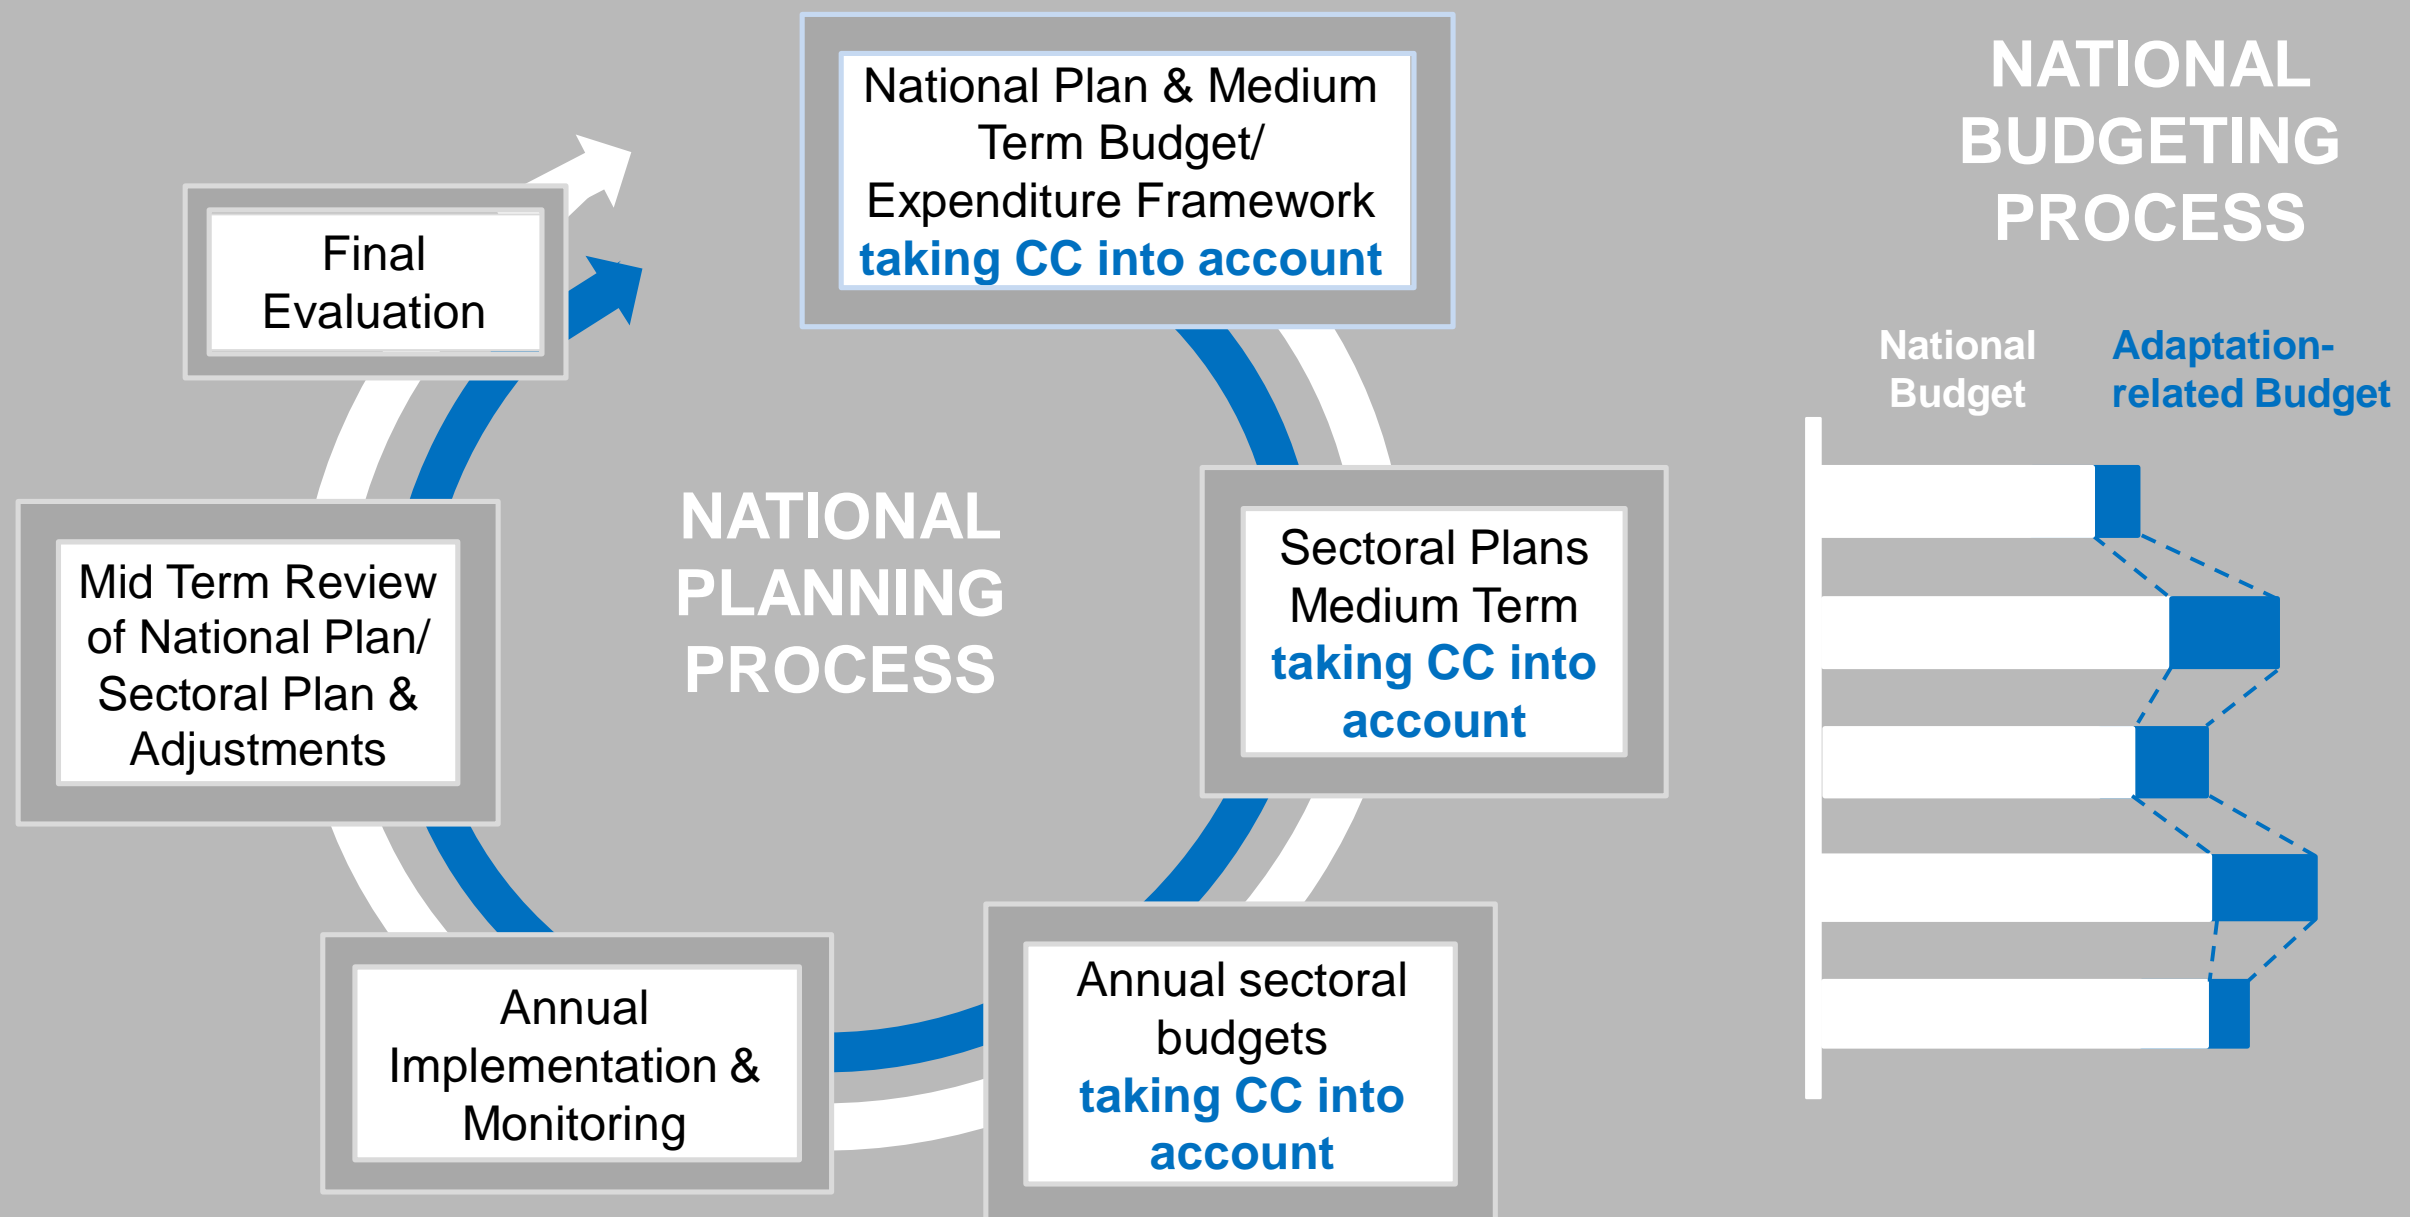 National Plan & Medium
Term Budget/
Expenditure Framework
taking CC into account
Sectoral Plans
Medium Term
taking CC into
account
Annual sectoral
budgets
taking CC into
account
Annual
Implementation &
Monitoring
Mid Term Review
of National Plan/
Sectoral Plan &
Adjustments
Final
Evaluation
NATIONAL
PLANNING
PROCESS
NATIONAL
BUDGETING
PROCESS
National
Budget
Adaptation-
related Budget